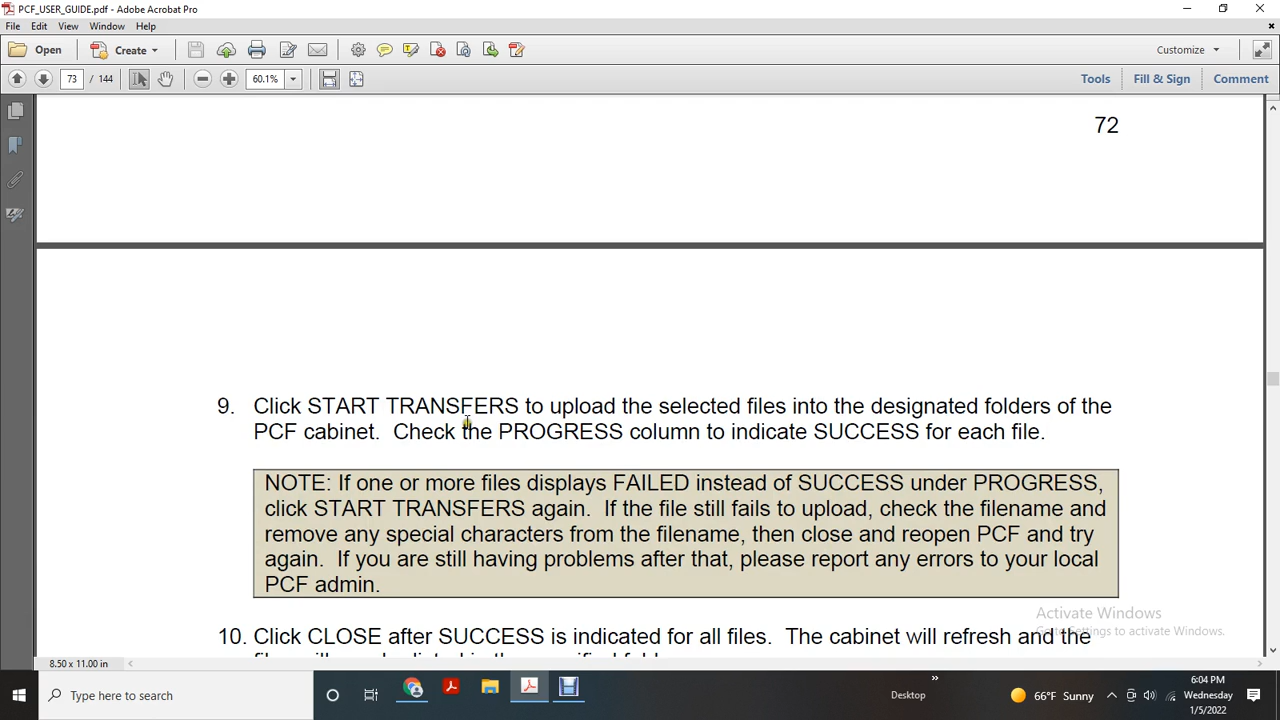 PCF_USER_GUIDE.pdf - Adobe Acrobat Pro
File Edit View Window Help
Open Create Customize
73 / 144 60.1% Tools Fill & Sign Comment
72
9. Click START TRANSFERS to upload the selected files into the designated folders of the
PCF cabinet. Check the PROGRESS column to indicate SUCCESS for each file.
NOTE: If one or more files displays FAILED instead of SUCCESS under PROGRESS,
click START TRANSFERS again. If the file still fails to upload, check the filename and
remove any special characters from the filename, then close and reopen PCF and try
again. If you are still having problems after that, please report any errors to your local
PCF admin.
Activate Windows
Go to Settings to activate Windows.
10. Click CLOSE after SUCCESS is indicated for all files. The cabinet will refresh and the
8.50 x 11.00 in
Type here to search
Desktop
66°F Sunny
6:04 PM
Wednesday
1/5/2022